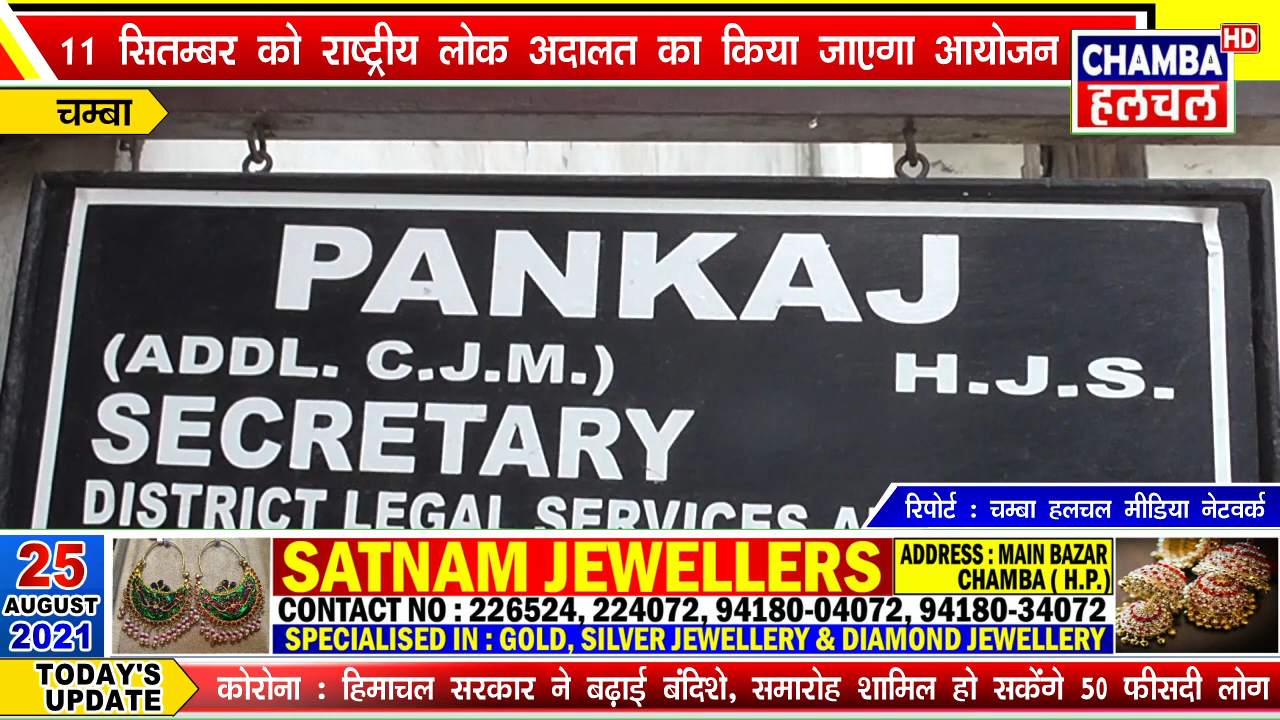 11 सितम्बर को राष्ट्रीय लोक अदालत का किया जाएगा आयोजन
HD
CHAMBA
हलचल
चम्बा
PANKAJ
(ADDL. C.J.M.)
H.J.S.
SECRETARY
DISTRICT LEGAL SERVICES
रिपोर्ट : चम्बा हलचल मीडिया नेटवर्क
25
AUGUST
2021
SATNAM JEWELLERS
ADDRESS : MAIN BAZAR
CHAMBA ( H.P.)
CONTACT NO : 226524, 224072, 94180-04072, 94180-34072
SPECIALISED IN : GOLD, SILVER JEWELLERY & DIAMOND JEWELLERY
TODAY'S
UPDATE
कोरोना : हिमाचल सरकार ने बढ़ाई बंदिशे, समारोह शामिल हो सकेंगे 50 फीसदी लोग